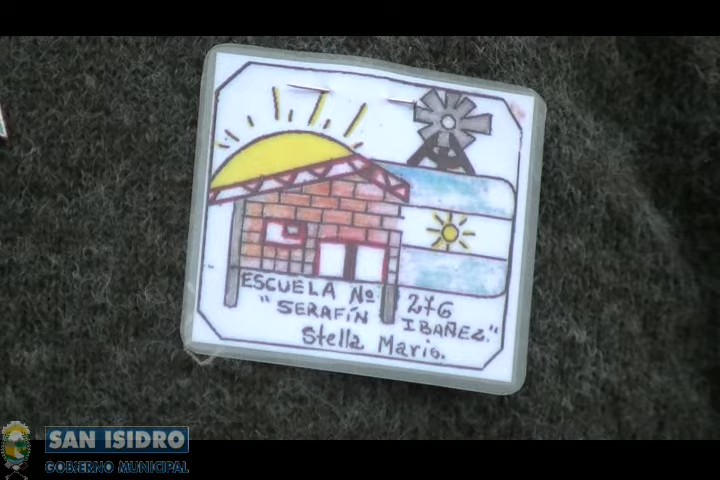 ESCUELA Nº 276
"SERAFÍN IBAÑEZ."
Stella Maris.
SAN ISIDRO
GOBIERNO MUNICIPAL